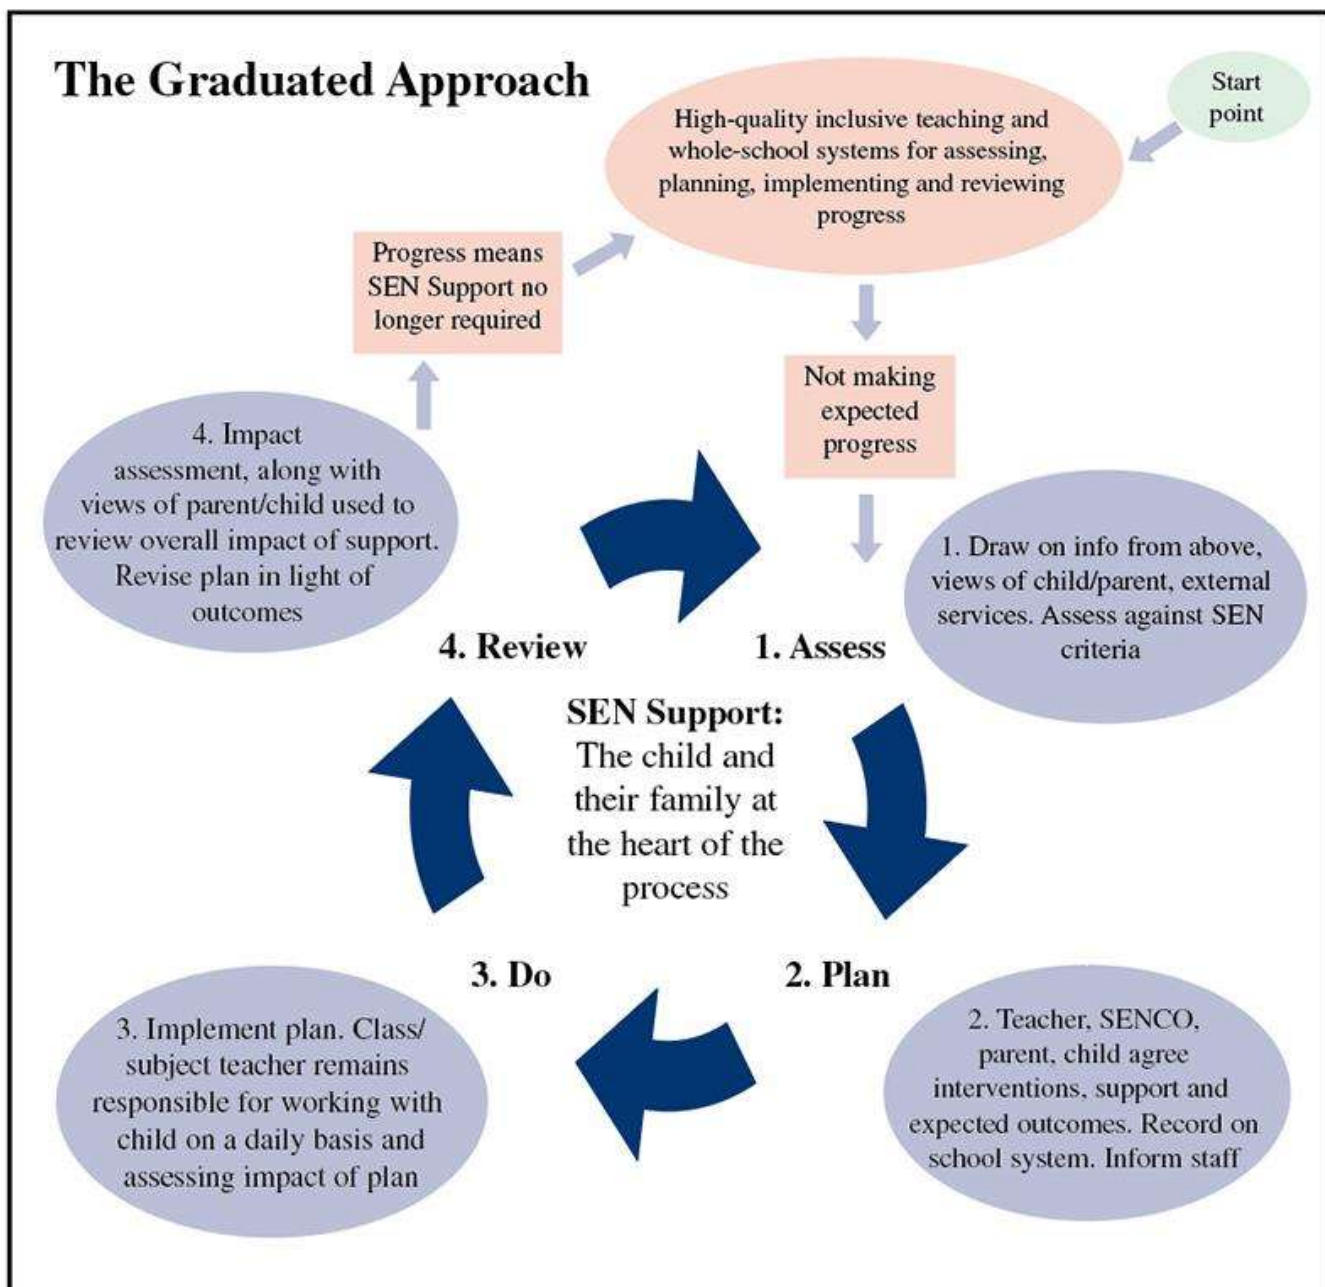 The Graduated Approach
Start
point
High-quality inclusive teaching and
whole-school systems for assessing,
planning, implementing and reviewing
progress
Progress means
SEN Support no
longer required
Not making
expected
progress
4. Impact
assessment, along with
views of parent/child used to
review overall impact of support.
Revise plan in light of
outcomes
1. Draw on info from above,
views of child/parent, external
services. Assess against SEN
criteria
4. Review
1. Assess
SEN Support:
The child and
their family at
the heart of the
process
3. Do
2. Plan
3. Implement plan. Class/
subject teacher remains
responsible for working with
child on a daily basis and
assessing impact of plan
2. Teacher, SENCO,
parent, child agree
interventions, support and
expected outcomes. Record on
school system. Inform staff